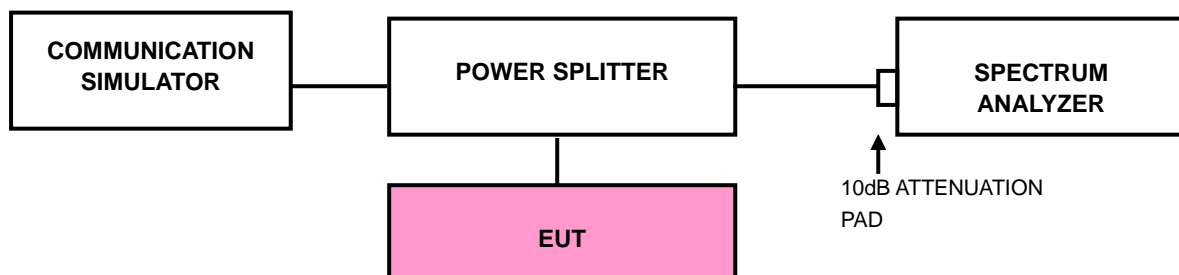 COMMUNICATION
SIMULATOR
POWER SPLITTER
SPECTRUM
ANALYZER
10dB ATTENUATION
PAD
EUT